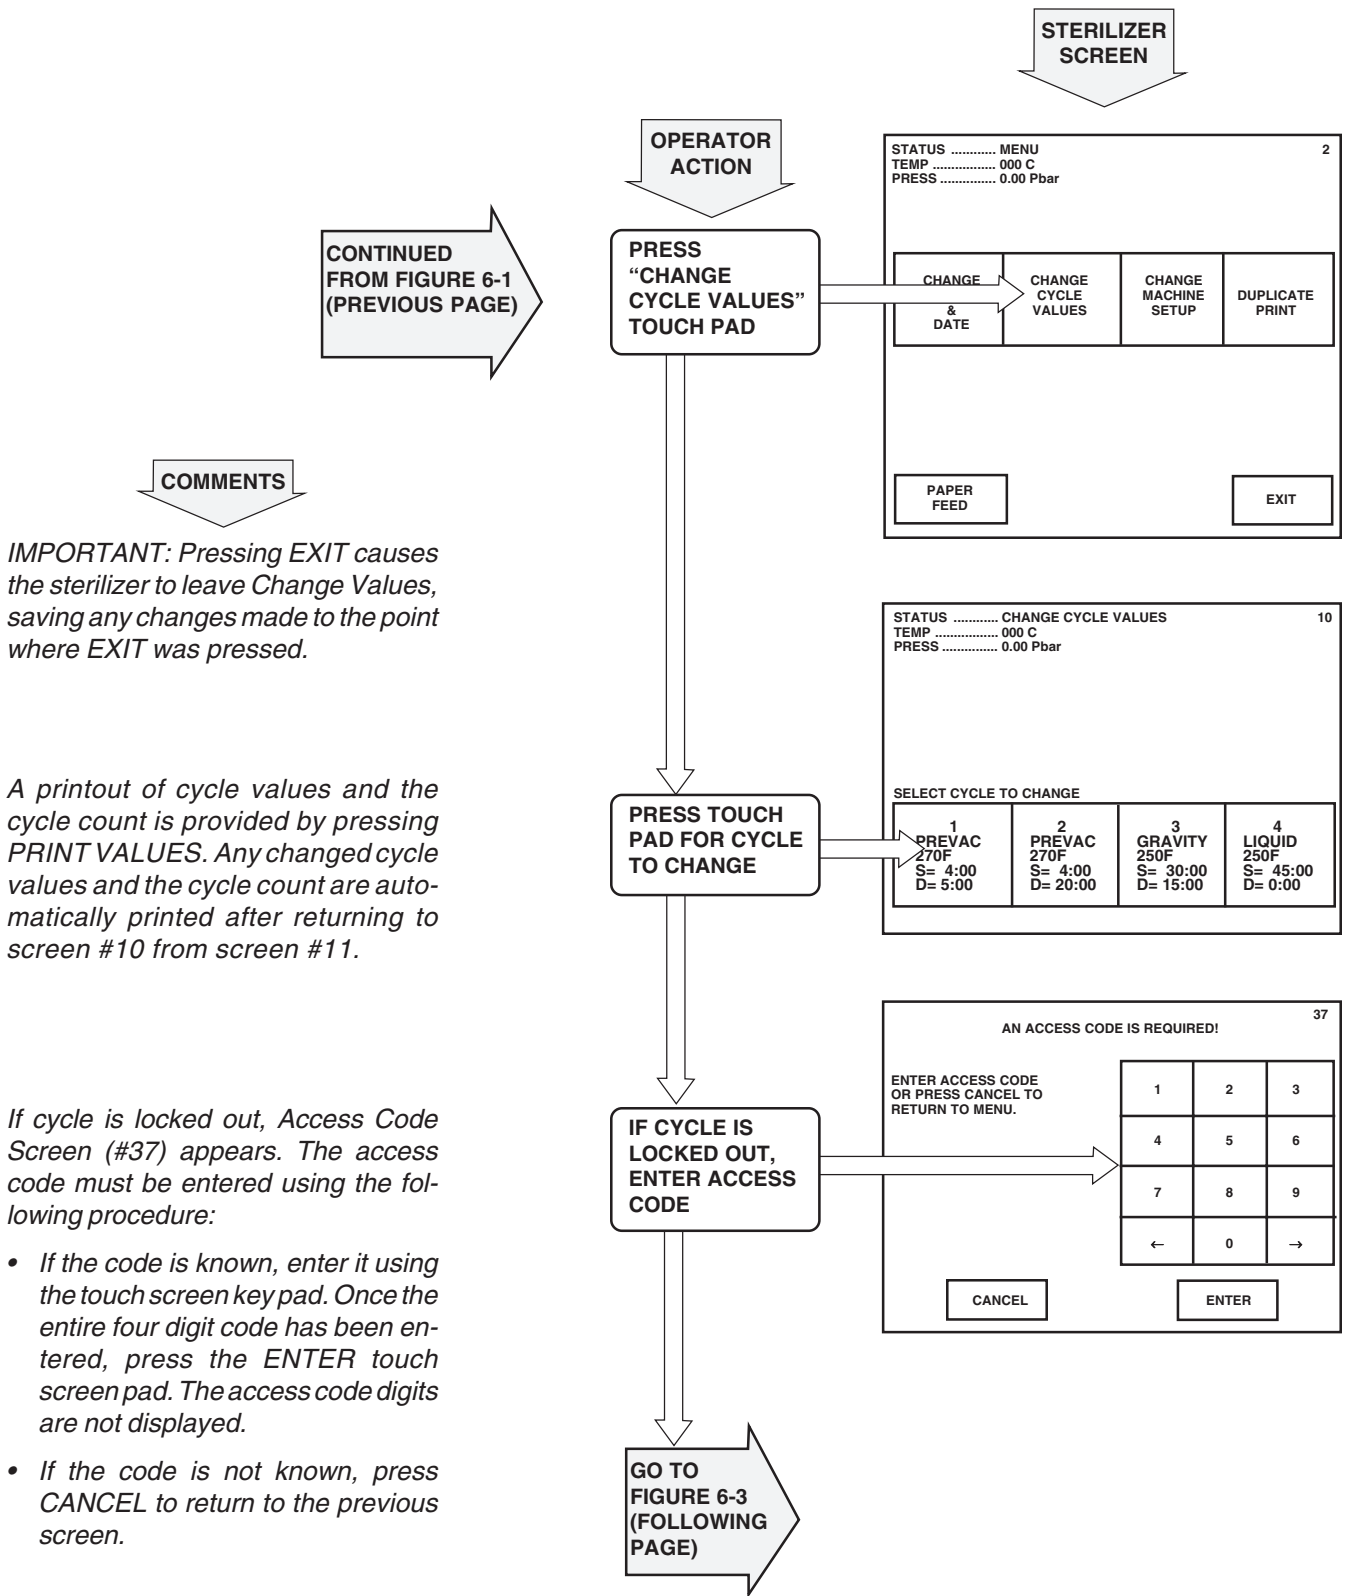 STERILIZER
SCREEN
OPERATOR
ACTION
STATUS ............ MENU 2
TEMP ................. 000 C
PRESS ............... 0.00 Pbar
CONTINUED
FROM FIGURE 6-1
(PREVIOUS PAGE)
PRESS
“CHANGE
CYCLE VALUES”
TOUCH PAD
CHANGE
&
DATE
CHANGE
CYCLE
VALUES
CHANGE
MACHINE
SETUP
DUPLICATE
PRINT
PAPER
FEED
EXIT
COMMENTS
IMPORTANT: Pressing EXIT causes
the sterilizer to leave Change Values,
saving any changes made to the point
where EXIT was pressed.
STATUS ............ CHANGE CYCLE VALUES 10
TEMP ................. 000 C
PRESS ............... 0.00 Pbar
A printout of cycle values and the
cycle count is provided by pressing
PRINT VALUES. Any changed cycle
values and the cycle count are auto-
matically printed after returning to
screen #10 from screen #11.
PRESS TOUCH
PAD FOR CYCLE
TO CHANGE
SELECT CYCLE TO CHANGE
1
PREVAC
270F
S= 4:00
D= 5:00
2
PREVAC
270F
S= 4:00
D= 20:00
3
GRAVITY
250F
S= 30:00
D= 15:00
4
LIQUID
250F
S= 45:00
D= 0:00
If cycle is locked out, Access Code
Screen (#37) appears. The access
code must be entered using the fol-
lowing procedure:
• If the code is known, enter it using
the touch screen key pad. Once the
entire four digit code has been en-
tered, press the ENTER touch
screen pad. The access code digits
are not displayed.
• If the code is not known, press
CANCEL to return to the previous
screen.
IF CYCLE IS
LOCKED OUT,
ENTER ACCESS
CODE
37
AN ACCESS CODE IS REQUIRED!
ENTER ACCESS CODE
OR PRESS CANCEL TO
RETURN TO MENU.
1 2 3
4 5 6
7 8 9
← 0 →
CANCEL
ENTER
GO TO
FIGURE 6-3
(FOLLOWING
PAGE)